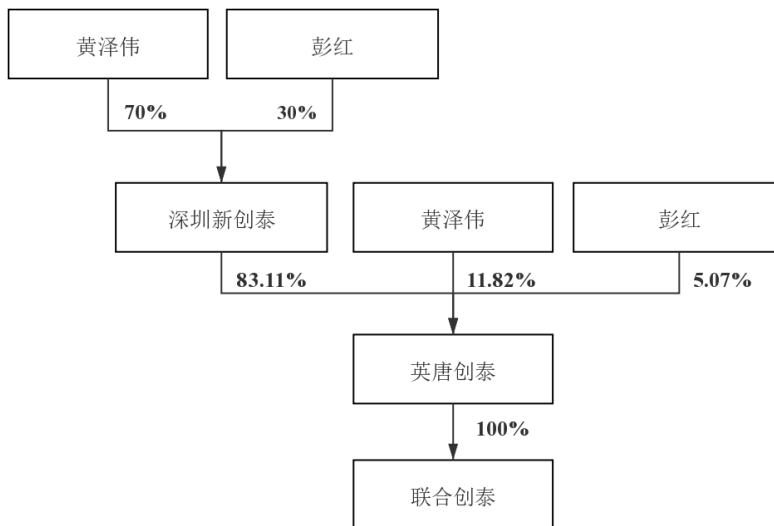 黄泽伟
彭红
70%
30%
深圳新创泰
黄泽伟
彭红
83.11%
11.82%
5.07%
英唐创泰
100%
联合创泰